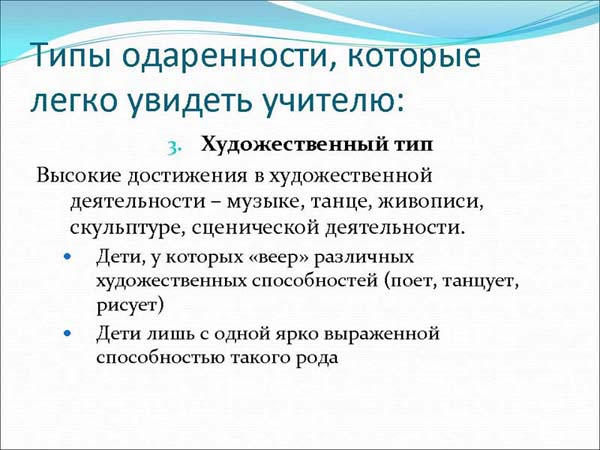 Типы одаренности, которые
легко увидеть учителю:
3. Художественный тип
Высокие достижения в художественной
деятельности – музыке, танце, живописи,
скульптуре, сценической деятельности.
• Дети, у которых «веер» различных
художественных способностей (поет, танцует,
рисует)
• Дети лишь с одной ярко выраженной
способностью такого рода